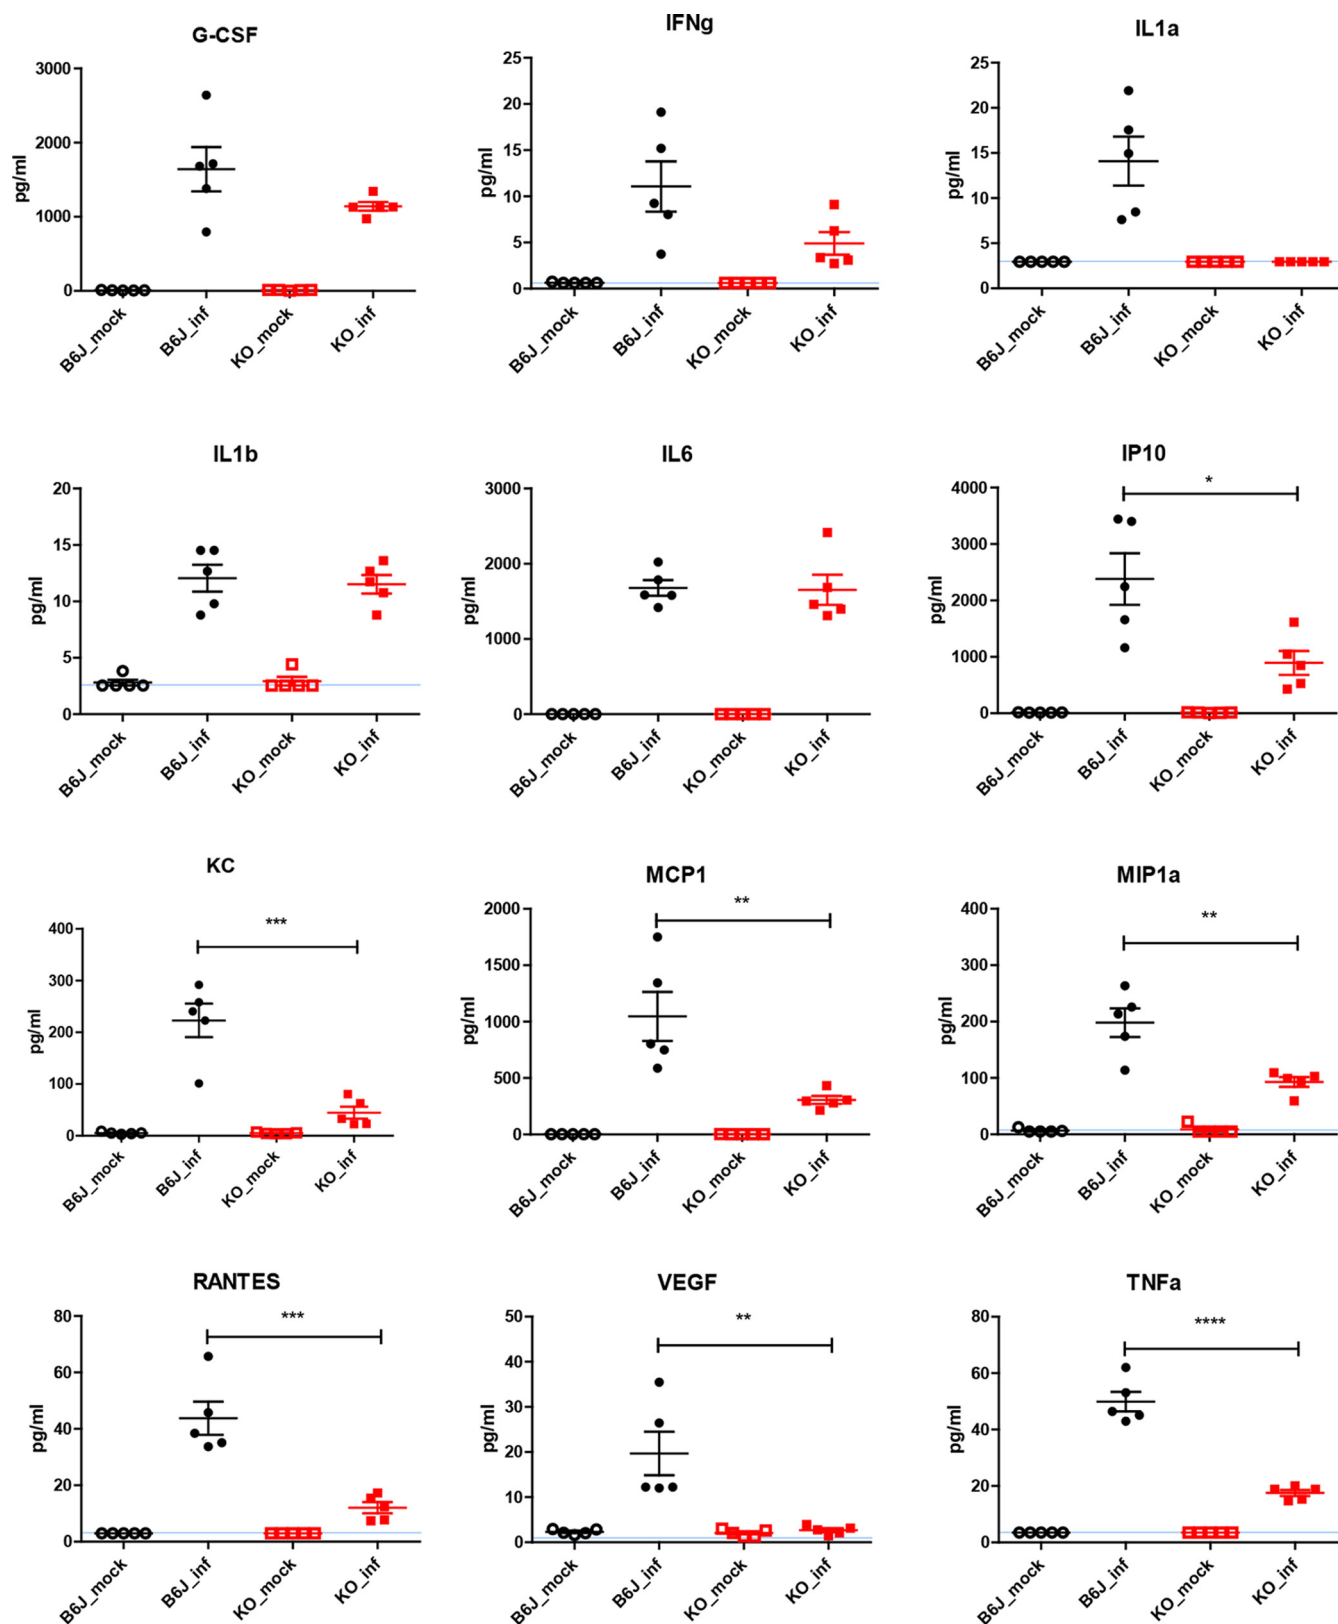 G-CSF
3000
2000
1000
0
pg/ml
B6J_mock
B6J_inf
KO_mock
KO_inf
IFNg
25
20
15
10
5
0
pg/ml
B6J_mock
B6J_inf
KO_mock
KO_inf
IL1a
25
20
15
10
5
0
pg/ml
B6J_mock
B6J_inf
KO_mock
KO_inf
IL1b
20
15
10
5
0
pg/ml
B6J_mock
B6J_inf
KO_mock
KO_inf
IL6
3000
2000
1000
0
pg/ml
B6J_mock
B6J_inf
KO_mock
KO_inf
IP10
*
4000
3000
2000
1000
0
pg/ml
B6J_mock
B6J_inf
KO_mock
KO_inf
KC
***
400
300
200
100
0
pg/ml
B6J_mock
B6J_inf
KO_mock
KO_inf
MCP1
**
2000
1500
1000
500
0
pg/ml
B6J_mock
B6J_inf
KO_mock
KO_inf
MIP1a
**
400
300
200
100
0
pg/ml
B6J_mock
B6J_inf
KO_mock
KO_inf
RANTES
***
80
60
40
20
0
pg/ml
B6J_mock
B6J_inf
KO_mock
KO_inf
VEGF
**
50
40
30
20
10
0
pg/ml
B6J_mock
B6J_inf
KO_mock
KO_inf
TNFa
****
80
60
40
20
0
pg/ml
B6J_mock
B6J_inf
KO_mock
KO_inf